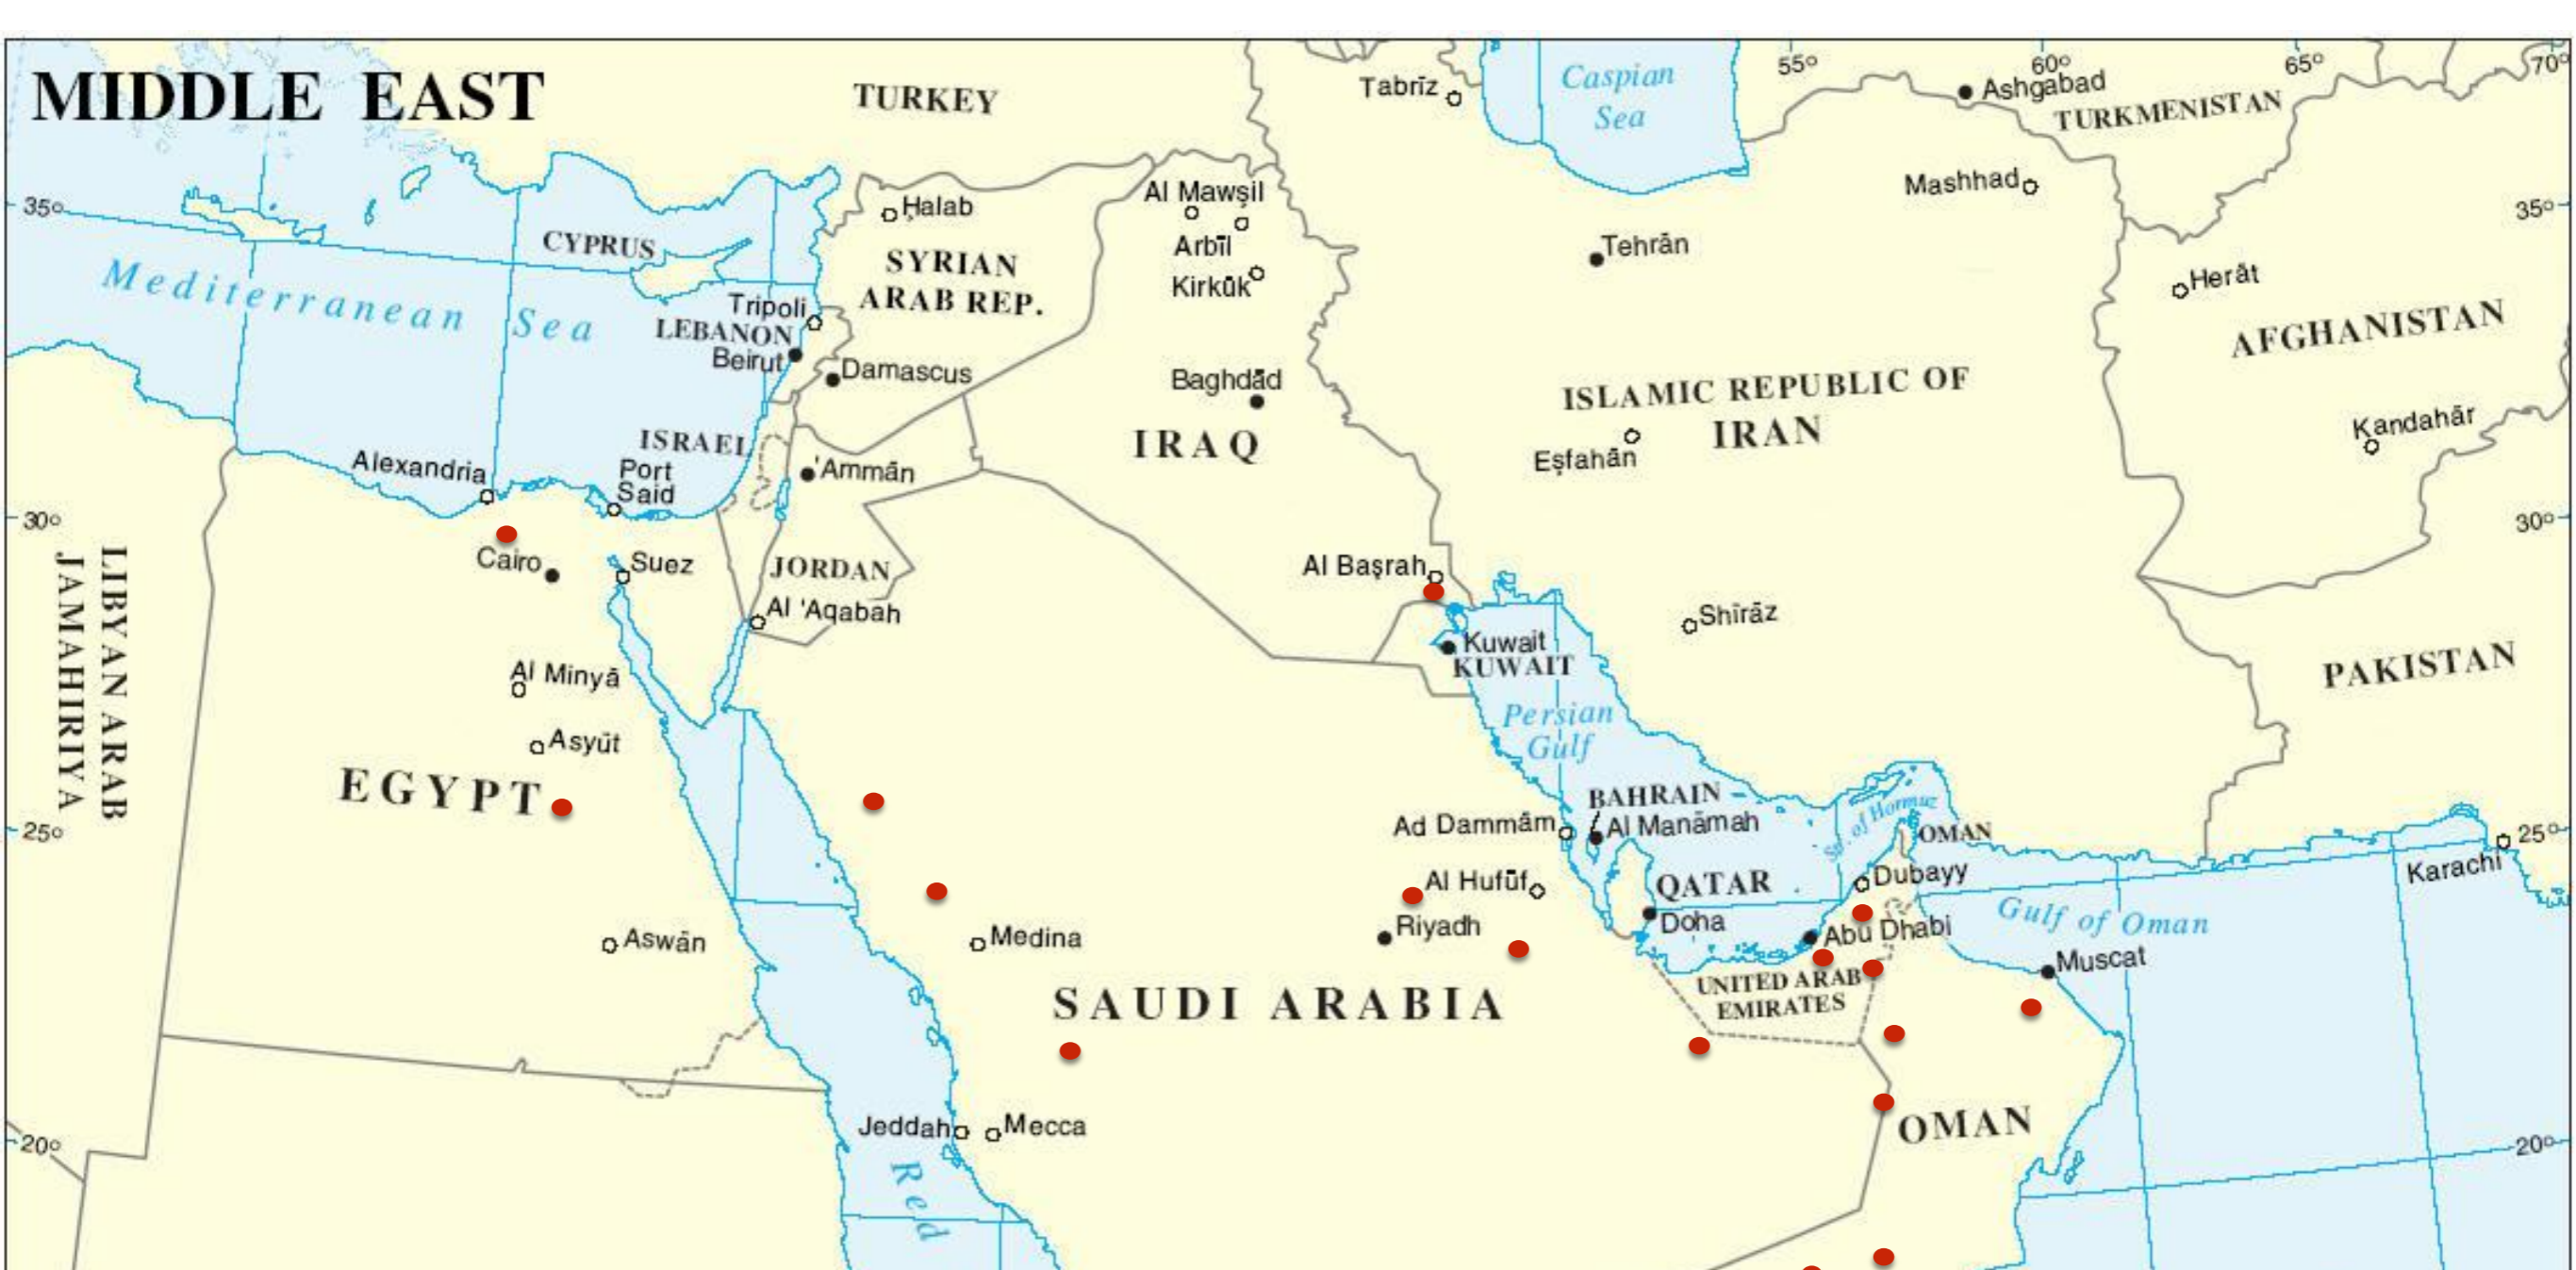 MIDDLE EAST
TURKEY
Tabrīz
Caspian
Sea
55°
60°
65°
70°
Ashgabad
TURKMENISTAN
35°
Ḥalab
Al Mawşil
Arbīl
Kirkūk
Mashhad
35°
CYPRUS
SYRIAN
ARAB REP.
Tehrān
Herāt
Mediterranean Sea
Tripoli
LEBANON
Beirut
Damascus
Baghdād
AFGHANISTAN
ISLAMIC REPUBLIC OF
IRAN
ISRAEL
IRAQ
Eşfahān
Kandahār
Alexandria
Port
Said
'Ammān
30°
30°
LIBYAN ARAB
JAMAHIRIYA
Cairo
Suez
JORDAN
Al Başrah
Al 'Aqabah
Shīrāz
Kuwait
KUWAIT
PAKISTAN
Al Minyā
Asyūt
Persian
Gulf
EGYPT
BAHRAIN
Al Manāmah
Ad Dammām
St. of Hormuz
OMAN
25°
25°
Karachi
Al Hufūf
QATAR
Dubayy
Doha
Abū Dhabi
Gulf of Oman
Aswān
Medina
Riyadh
Muscat
SAUDI ARABIA
UNITED ARAB
EMIRATES
20°
Jeddah
Mecca
OMAN
20°
Red